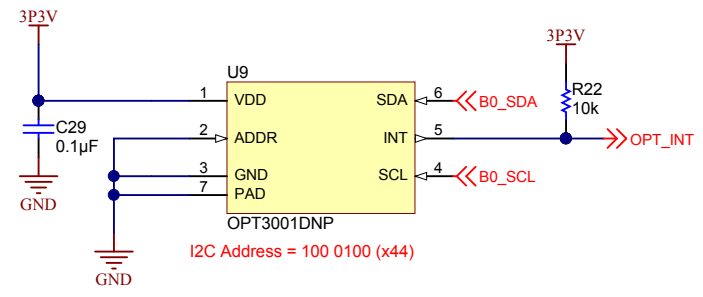 3P3V
3P3V
U9
R22
10k
1 VDD SDA 6 B0_SDA
C29
0.1µF
2 ADDR INT 5 OPT_INT
3 GND SCL 4 B0_SCL
7 PAD
GND
OPT3001DNP
I2C Address = 100 0100 (x44)
GND